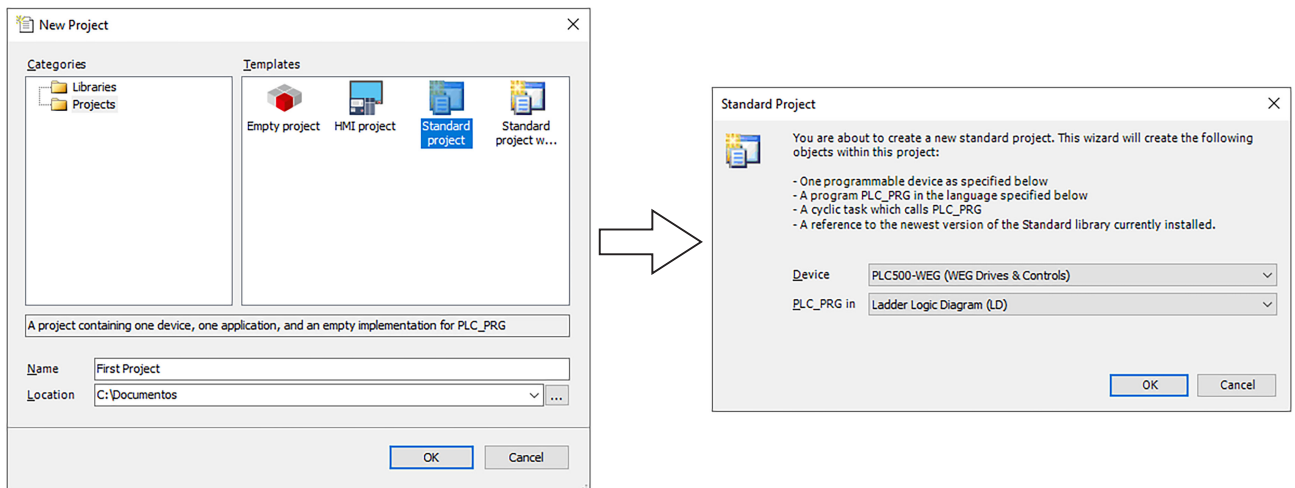 New Project
Categories
Templates
Libraries
Projects
Empty project
HMI project
Standard
project
Standard
project w...
A project containing one device, one application, and an empty implementation for PLC_PRG
Name
First Project
Location
C:\Documentos
...
OK
Cancel
Standard Project
You are about to create a new standard project. This wizard will create the following
objects within this project:
- One programmable device as specified below
- A program PLC_PRG in the language specified below
- A cyclic task which calls PLC_PRG
- A reference to the newest version of the Standard library currently installed.
Device
PLC500-WEG (WEG Drives & Controls)
PLC_PRG in
Ladder Logic Diagram (LD)
OK
Cancel